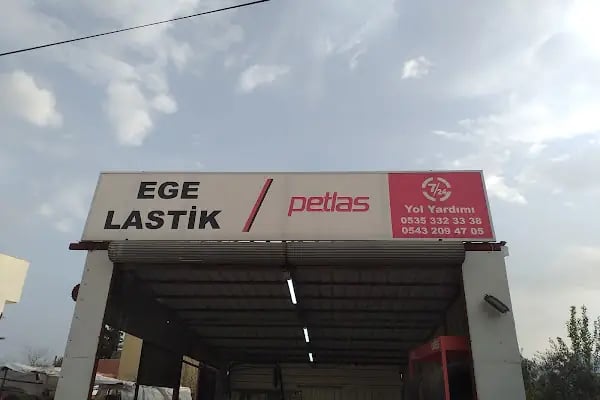 EGE
LASTİK
petlas
7/24
Yol Yardımı
0535 332 33 38
0543 209 47 05